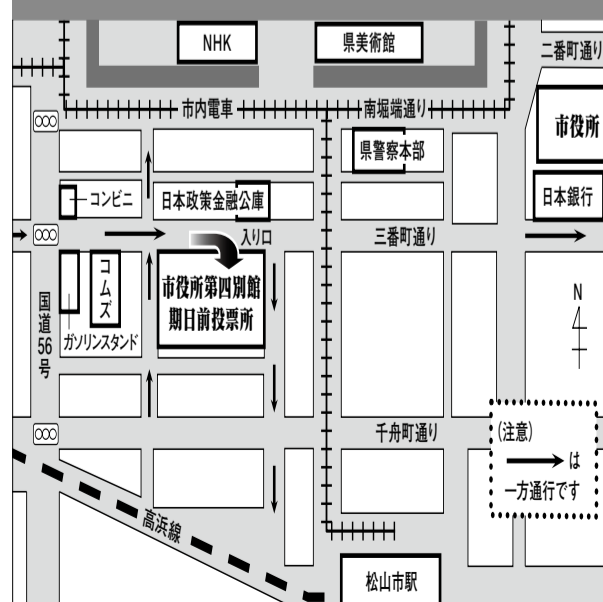 NHK
県美術館
二番町通り
市内電車
南堀端通り
市役所
県警察本部
コンビニ
日本政策金融公庫
日本銀行
入り口
三番町通り
コムズ
市役所第四別館
期日前投票所
国道56号
ガソリンスタンド
N
千舟町通り
(注意)
は
一方通行です
高浜線
松山市駅